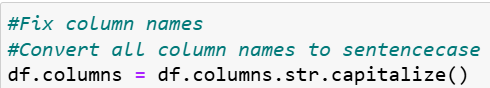 #Fix column names
#Convert all column names to sentencecase
df.columns = df.columns.str.capitalize()